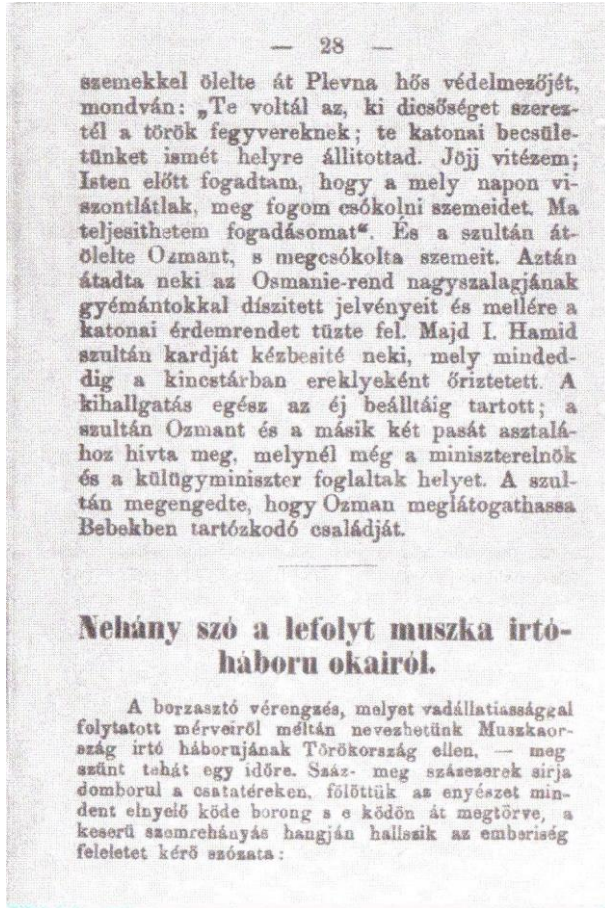 — 28 —
szemekkel ölelte át Plevna hős védelmezőjét,
mondván: „Te voltál az, ki dicsőséget szerez-
tél a török fegyvereknek; te katonai becsüle-
tünket ismét helyre állitottad. Jöjj vitézem;
Isten előtt fogadtam, hogy a mely napon vi-
szontlátlak, meg fogom csókolni szemeidet. Ma
teljesithetem fogadásomat“. És a szultán át-
ölelte Ozmant, s megcsókolta szemeit. Aztán
átadta neki az Osmanie-rend nagyszalagjának
gyémántokkal díszitett jelvényeit és mellére a
katonai érdemrendet tüzte fel. Majd I. Hamid
szultán kardját kézbesité neki, mely minded-
dig a kincstárban ereklyeként őriztetett. A
kihallgatás egész az éj beálltáig tartott; a
szultán Ozmant és a másik két pasát asztalá-
hoz hívta meg, melynél még a miniszterelnök
és a külügyminiszter foglaltak helyet. A szul-
tán megengedte, hogy Ozman meglátogathassa
Bebekben tartózkodó családját.
Nehány szó a lefolyt muszka irtó-
háboru okairól.
A borzasztó vérengzés, melyet vadállatiassággal
folytatott mérveiről méltán nevezhetünk Muszkaor-
szág irtó háborujának Törökország ellen, — meg
szünt tehát egy időre. Száz- meg százezerek sirja
domborul a csatatéreken, fölöttük az enyészet min-
dent elnyelő köde borong s e ködön át megtörve, a
keserü szemrehányás hangján hallszik az emberiség
feleletet kérő szózata: